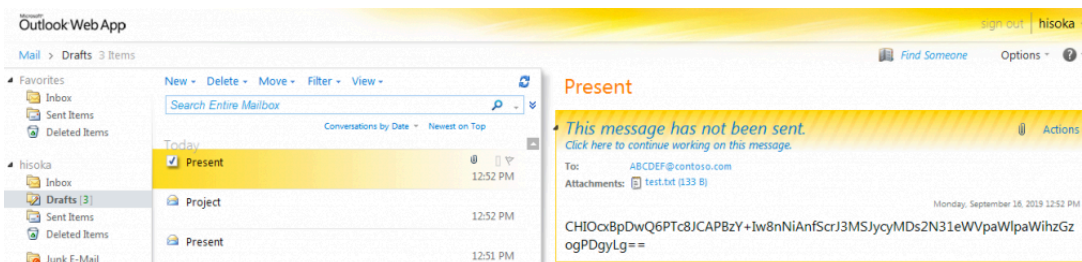 Microsoft
Outlook Web App
sign out hisoka
Mail > Drafts 3 Items
Find Someone Options
Favorites
Inbox
Sent Items
Deleted Items
hisoka
Inbox
Drafts [3]
Sent Items
Deleted Items
Junk E-Mail
New Delete Move Filter View
Search Entire Mailbox
Conversations by Date Newest on Top
Today
Present
12:52 PM
Project
12:52 PM
Present
12:51 PM
Present
This message has not been sent.
Click here to continue working on this message.
Actions
To: ABCDEF@contoso.com
Attachments: test.txt (133 B)
Monday, September 16, 2019 12:52 PM
CHIOcxBpDwQ6PTc8JCAPBzY+Iw8nNiAnfScrJ3MSJycyMDs2N31eWVpaWlpaWihzGz
ogPDgyLg==